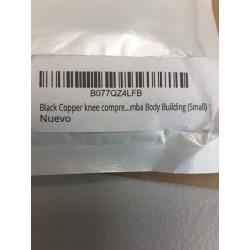 B077QZ4LFB
Black Copper knee compre...mba Body Building (Small)
Nuevo